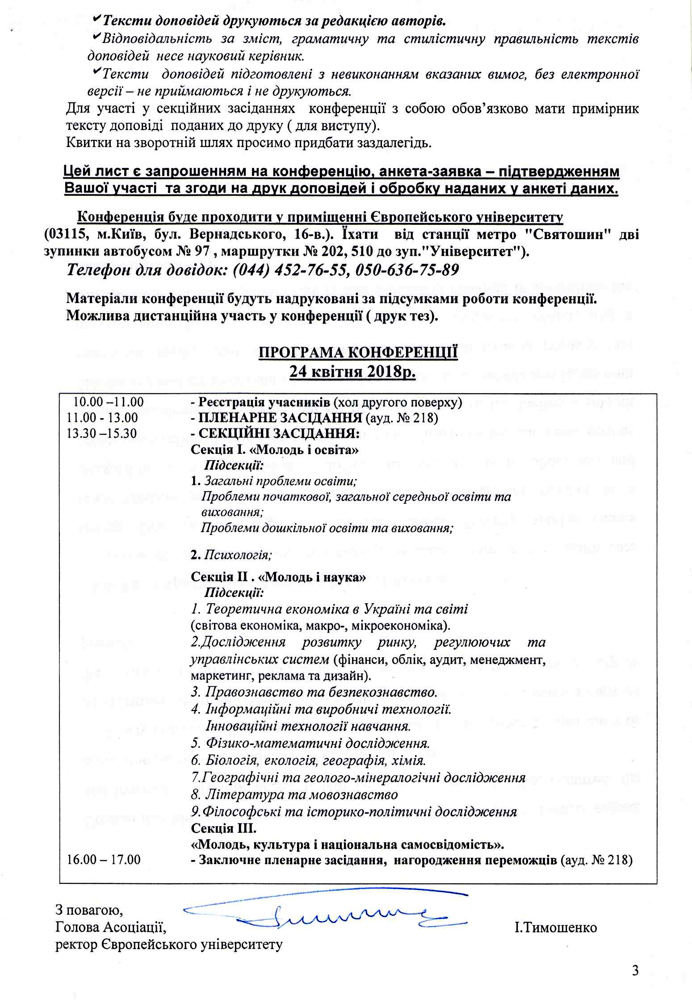 ✓Тексти доповідей друкуються за редакцією авторів.
✓Відповідальність за зміст, граматичну та стилістичну правильність текстів
доповідей несе науковий керівник.
✓Тексти доповідей підготовлені з невиконанням вказаних вимог, без електронної
версії – не приймаються і не друкуються.
Для участі у секційних засіданнях конференції з собою обов’язково мати примірник
тексту доповіді поданих до друку ( для виступу).
Квитки на зворотній шлях просимо придбати заздалегідь.
Цей лист є запрошенням на конференцію, анкета-заявка – підтвердженням
Вашої участі та згоди на друк доповідей і обробку наданих у анкеті даних.
Конференція буде проходити у приміщенні Європейського університету
(03115, м.Київ, бул. Вернадського, 16-в.). Їхати від станції метро "Святошин" дві
зупинки автобусом № 97 , маршрутки № 202, 510 до зуп."Університет").
Телефон для довідок: (044) 452-76-55, 050-636-75-89
Матеріали конференції будуть надруковані за підсумками роботи конференції.
Можлива дистанційна участь у конференції ( друк тез).
ПРОГРАМА КОНФЕРЕНЦІЇ
24 квітня 2018р.
10.00 –11.00 - Реєстрація учасників (хол другого поверху)
11.00 - 13.00 - ПЛЕНАРНЕ ЗАСІДАННЯ (ауд. № 218)
13.30 –15.30 - СЕКЦІЙНІ ЗАСІДАННЯ:
Секція І. «Молодь і освіта»
Підсекції:
1. Загальні проблеми освіти;
Проблеми початкової, загальної середньої освіти та
виховання;
Проблеми дошкільної освіти та виховання;
2. Психологія;
Секція ІІ . «Молодь і наука»
Підсекції:
1. Теоретична економіка в Україні та світі
(світова економіка, макро-, мікроекономіка).
2.Дослідження розвитку ринку, регулюючих та
управлінських систем (фінанси, облік, аудит, менеджмент,
маркетинг, реклама та дизайн).
3. Правознавство та безпекознавство.
4. Інформаційні та виробничі технології.
Інноваційні технології навчання.
5. Фізико-математичні дослідження.
6. Біологія, екологія, географія, хімія.
7.Географічні та геолого-мінералогічні дослідження
8. Література та мовознавство
9.Філософські та історико-політичні дослідження
Секція ІІІ.
«Молодь, культура і національна самосвідомість».
16.00 – 17.00 - Заключне пленарне засідання, нагородження переможців (ауд. № 218)
З повагою,
Голова Асоціації, І.Тимошенко
ректор Європейського університету
3